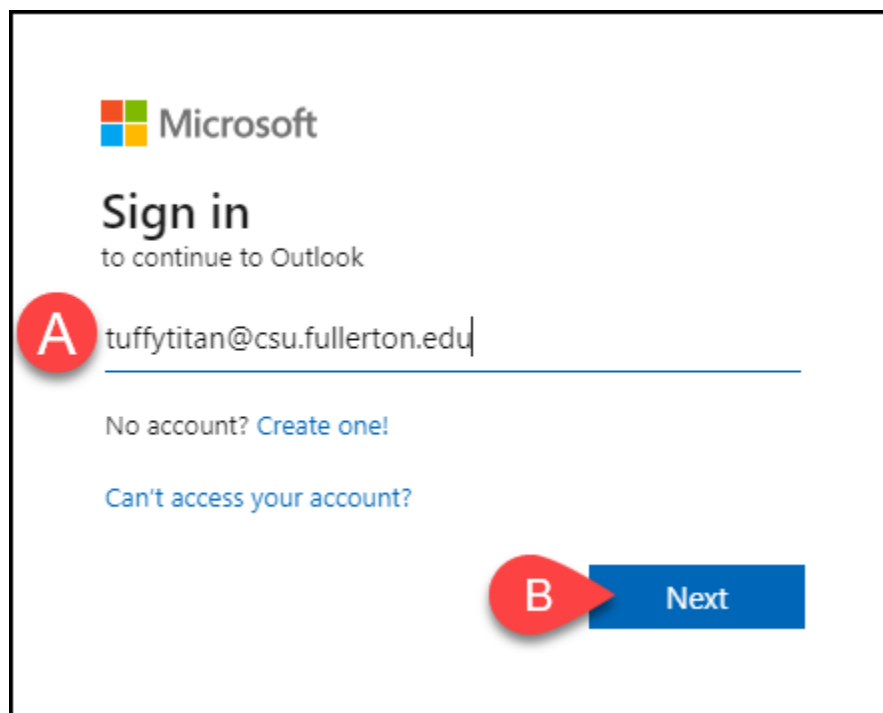 Microsoft
Sign in
to continue to Outlook
A
tuffytitan@csu.fullerton.edu
No account? Create one!
Can't access your account?
B
Next